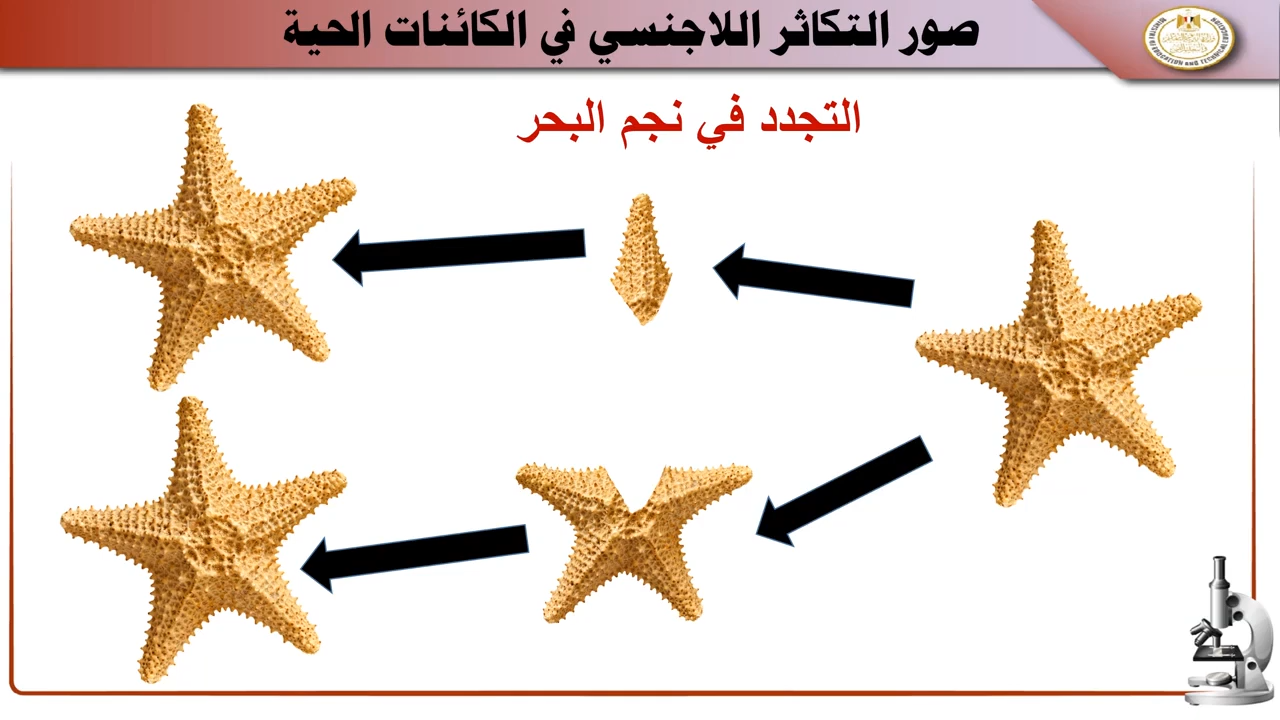 صور التكاثر اللاجنسي في الكائنات الحية
التجدد في نجم البحر